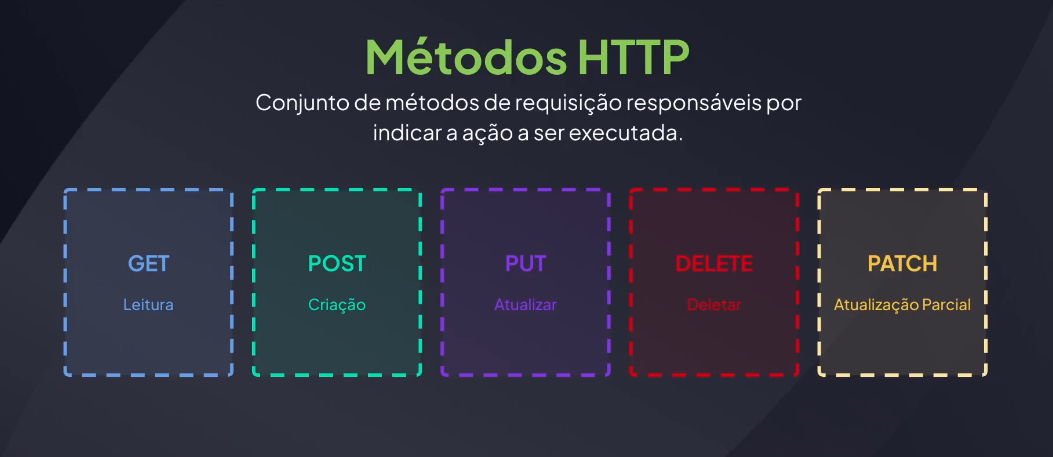 Métodos HTTP
Conjunto de métodos de requisição responsáveis por
indicar a ação a ser executada.
GET
Leitura
POST
Criação
PUT
Atualizar
DELETE
Deletar
PATCH
Atualização Parcial